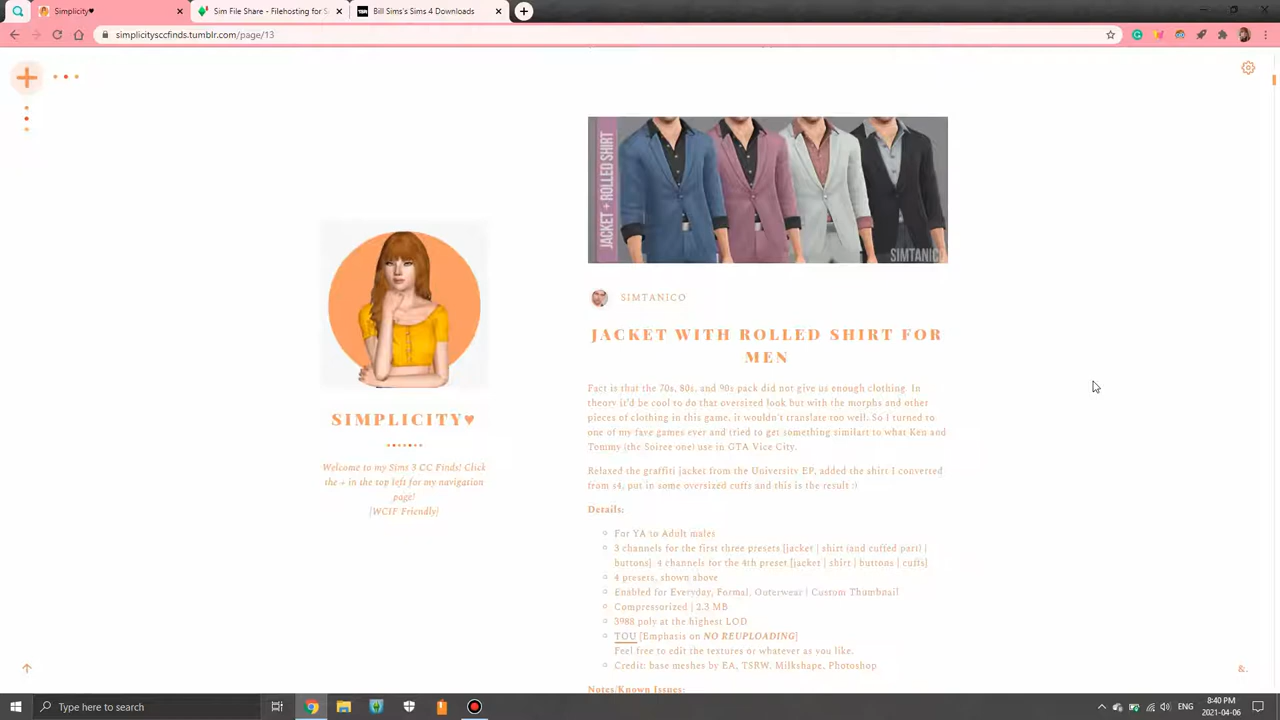 Simplicity♥
Sim File Share - Filehosting for S
Bill Sims's Sims 4 Downloads
simplicitysccfinds.tumblr.com/page/13
JACKET + ROLLED SHIRT
SIMTANICO
SIMTANICO
JACKET WITH ROLLED SHIRT FOR
MEN
Fact is that the 70s, 80s, and 90s pack did not give us enough clothing. In
theory it'd be cool to do that oversized look but with the morphs and other
pieces of clothing in this game, it wouldn't translate too well. So I turned to
one of my fave games ever and tried to get something similart to what Ken and
Tommy (the Soiree one) use in GTA Vice City.
Relaxed the graffiti jacket from the University EP, added the shirt I converted
from s4, put in some oversized cuffs and this is the result :)
Details:
For YA to Adult males
3 channels for the first three presets [jacket | shirt (and cuffed part) |
buttons]. 4 channels for the 4th preset [jacket | shirt | buttons | cuffs]
4 presets, shown above
Enabled for Everyday, Formal, Outerwear | Custom Thumbnail
Compressorized | 2.3 MB
3988 poly at the highest LOD
TOU [Emphasis on NO REUPLOADING]
Feel free to edit the textures or whatever as you like.
Credit: base meshes by EA, TSRW, Milkshape, Photoshop
Notes/Known Issues:
SIMPLICITY♥
Welcome to my Sims 3 CC Finds! Click
the + in the top left for my navigation
page!
[WCIF Friendly]
&.
Type here to search
8:40 PM
2021-04-06